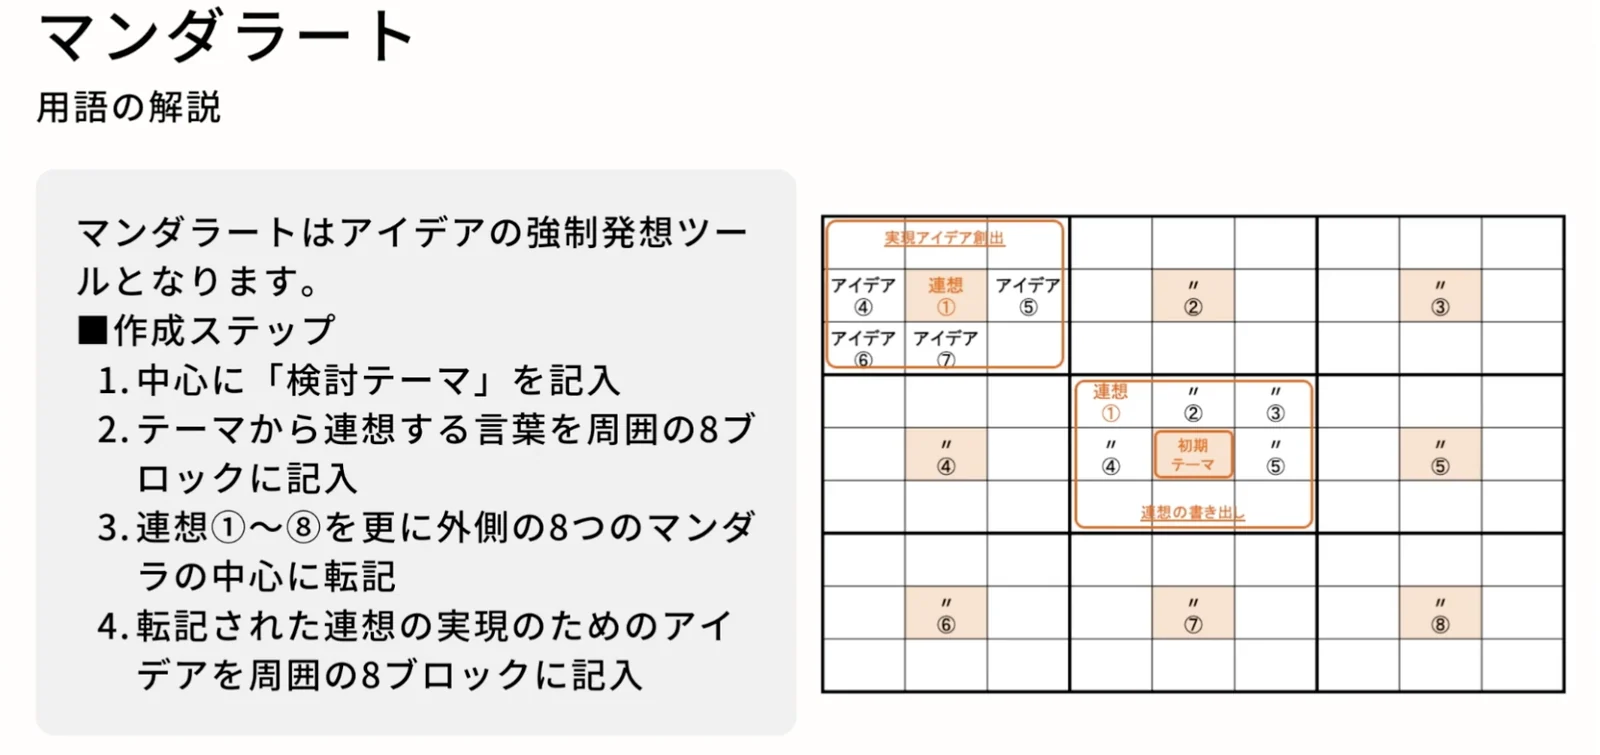 マンダラート
用語の解説
マンダラートはアイデアの強制発想ツー
ルとなります。
■作成ステップ
1. 中心に「検討テーマ」を記入
2. テーマから連想する言葉を周囲の8ブ
ロックに記入
3. 連想①～⑧を更に外側の8つのマンダ
ラの中心に転記
4. 転記された連想の実現のためのアイ
デアを周囲の8ブロックに記入
実現アイデア創出
アイデア 連想 アイデア 〃 〃
④ ① ⑤ ② ③
アイデア アイデア
⑥ ⑦
連想 〃 〃
① ② ③
〃 〃 初期 〃 〃
④ ④ テーマ ⑤ ⑤
連想の書き出し
〃 〃 〃
⑥ ⑦ ⑧